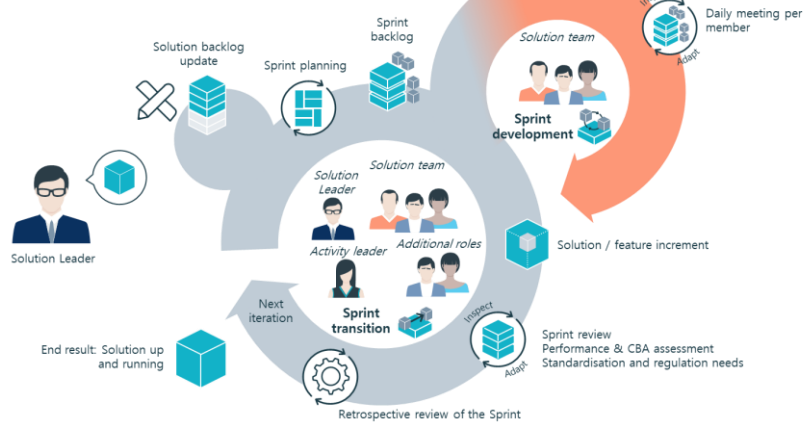 Inspect
Daily meeting per
member
Adapt
Solution team
Sprint
development
Sprint
backlog
Sprint planning
Solution backlog
update
Solution Leader
Solution
Leader
Solution team
Activity leader
Additional roles
Sprint
transition
Solution / feature increment
Inspect
Adapt
Sprint review
Performance & CBA assessment
Standardisation and regulation needs
Retrospective review of the Sprint
Next
iteration
End result: Solution up
and running